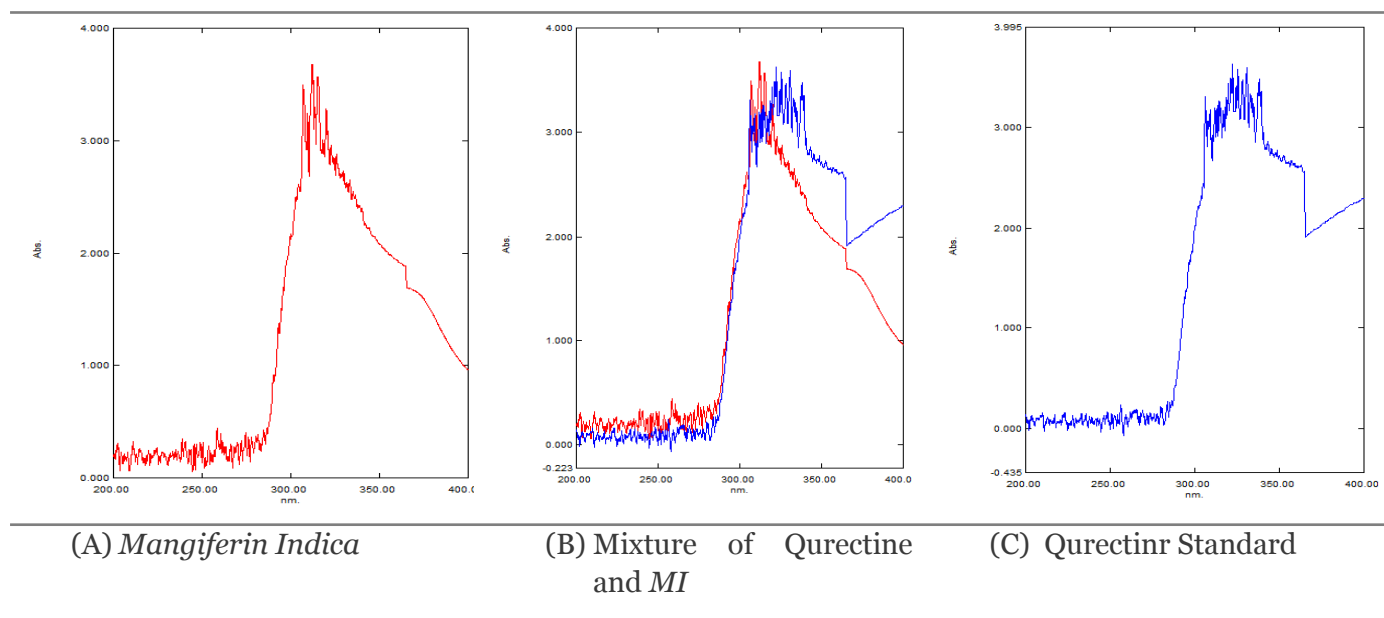 4.000
3.000
2.000
1.000
0.000
Abs.
200.00 250.00 300.00 350.00 400.0
nm.
4.000
3.000
2.000
1.000
0.000
-0.223
Abs.
200.00 250.00 300.00 350.00 400.0
nm.
3.995
3.000
2.000
1.000
0.000
-0.435
Abs.
200.00 250.00 300.00 350.00 400.00
nm.
(A) Mangiferin Indica
(B) Mixture of Qurectine
and MI
(C) Qurectinr Standard